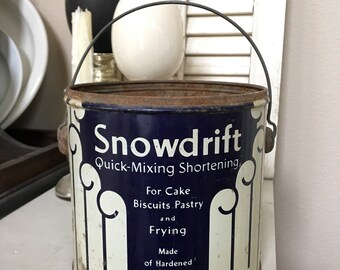 Snowdrift
Quick-Mixing Shortening
For Cake
Biscuits Pastry
and
Frying
Made
of Hardened